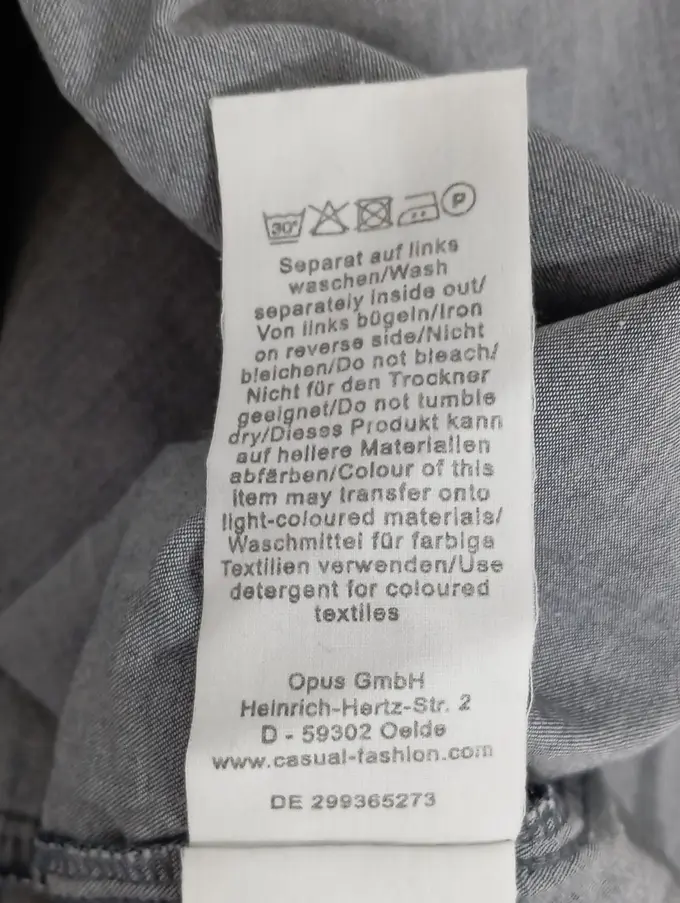 30° P
Separat auf links
waschen/Wash
separately inside out/
Von links bügeln/Iron
on reverse side/Nicht
bleichen/Do not bleach/
Nicht für den Trockner
geeignet/Do not tumble
dry/Dieses Produkt kann
auf hellere Materialien
abfärben/Colour of this
item may transfer onto
light-coloured materials/
Waschmittel für farbige
Textilien verwenden/Use
detergent for coloured
textiles
Opus GmbH
Heinrich-Hertz-Str. 2
D - 59302 Oelde
www.casual-fashion.com
DE 299365273